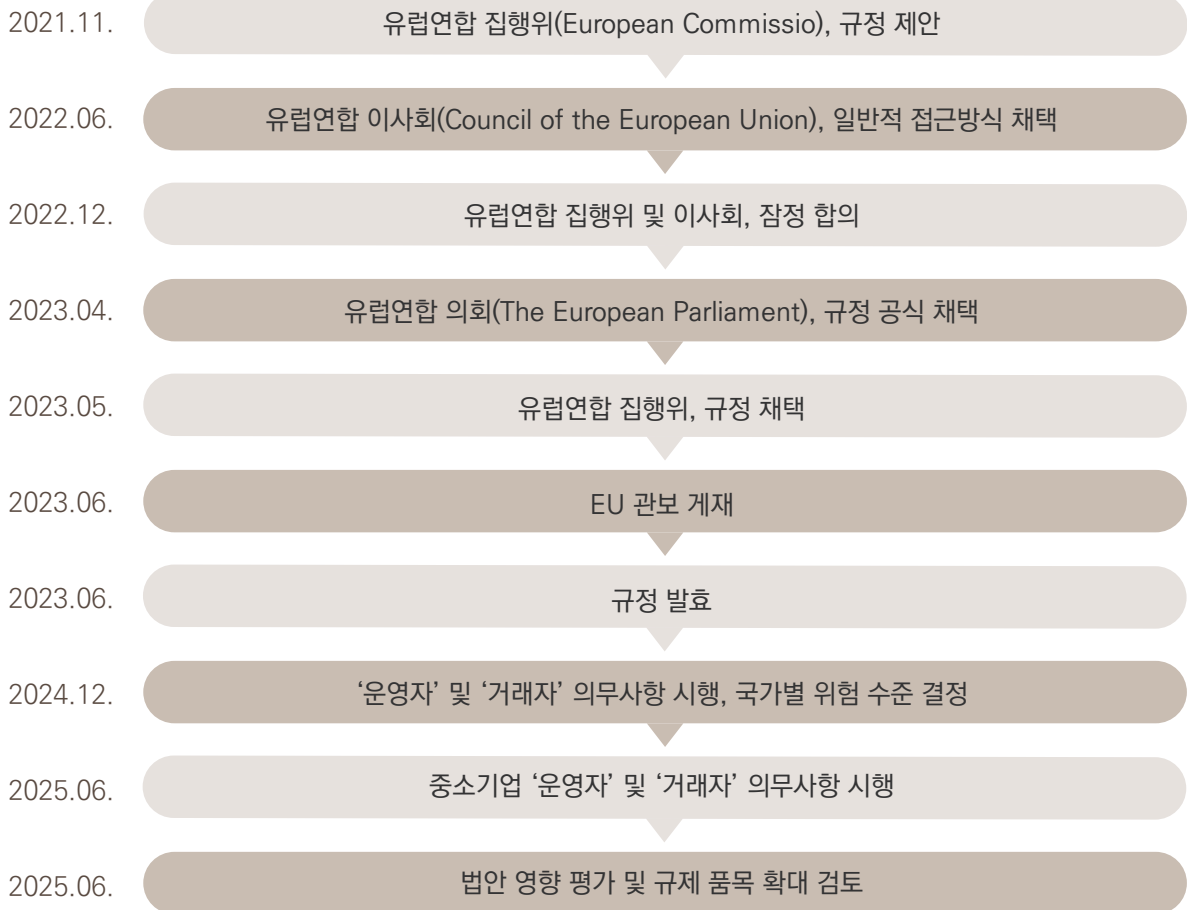 2021.11. 유럽연합 집행위(European Commissio), 규정 제안
2022.06. 유럽연합 이사회(Council of the European Union), 일반적 접근방식 채택
2022.12. 유럽연합 집행위 및 이사회, 잠정 합의
2023.04. 유럽연합 의회(The European Parliament), 규정 공식 채택
2023.05. 유럽연합 집행위, 규정 채택
2023.06. EU 관보 게재
2023.06. 규정 발효
2024.12. ‘운영자’ 및 ‘거래자’ 의무사항 시행, 국가별 위험 수준 결정
2025.06. 중소기업 ‘운영자’ 및 ‘거래자’ 의무사항 시행
2025.06. 법안 영향 평가 및 규제 품목 확대 검토